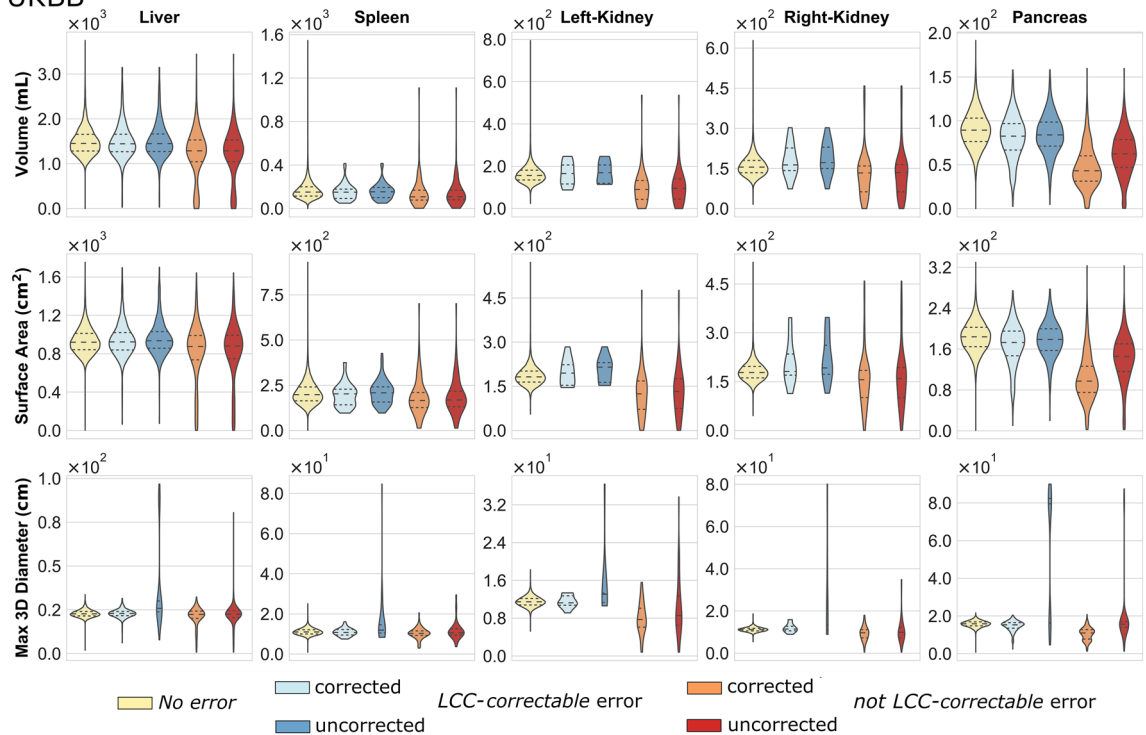 UKBB
Liver Spleen Left-Kidney Right-Kidney Pancreas
×10³ ×10³ ×10² ×10² ×10²
Volume (mL)
3.0 2.0 1.0 0.0
1.6 1.2 0.8 0.4 0.0
8.0 6.0 4.0 2.0 0.0
6.0 4.5 3.0 1.5 0.0
2.0 1.5 1.0 0.5 0.0
×10³ ×10² ×10² ×10² ×10²
Surface Area (cm²)
1.6 1.2 0.8 0.4 0.0
7.5 5.0 2.5 0.0
4.5 3.0 1.5 0.0
4.5 3.0 1.5 0.0
3.2 2.4 1.6 0.8 0.0
×10² ×10¹ ×10¹ ×10¹ ×10¹
Max 3D Diameter (cm)
1.0 0.8 0.5 0.2 0.0
8.0 6.0 4.0 2.0 0.0
3.2 2.4 1.6 0.8 0.0
8.0 6.0 4.0 2.0 0.0
8.0 6.0 4.0 2.0 0.0
No error
corrected
uncorrected
LCC-correctable error
corrected
uncorrected
not LCC-correctable error